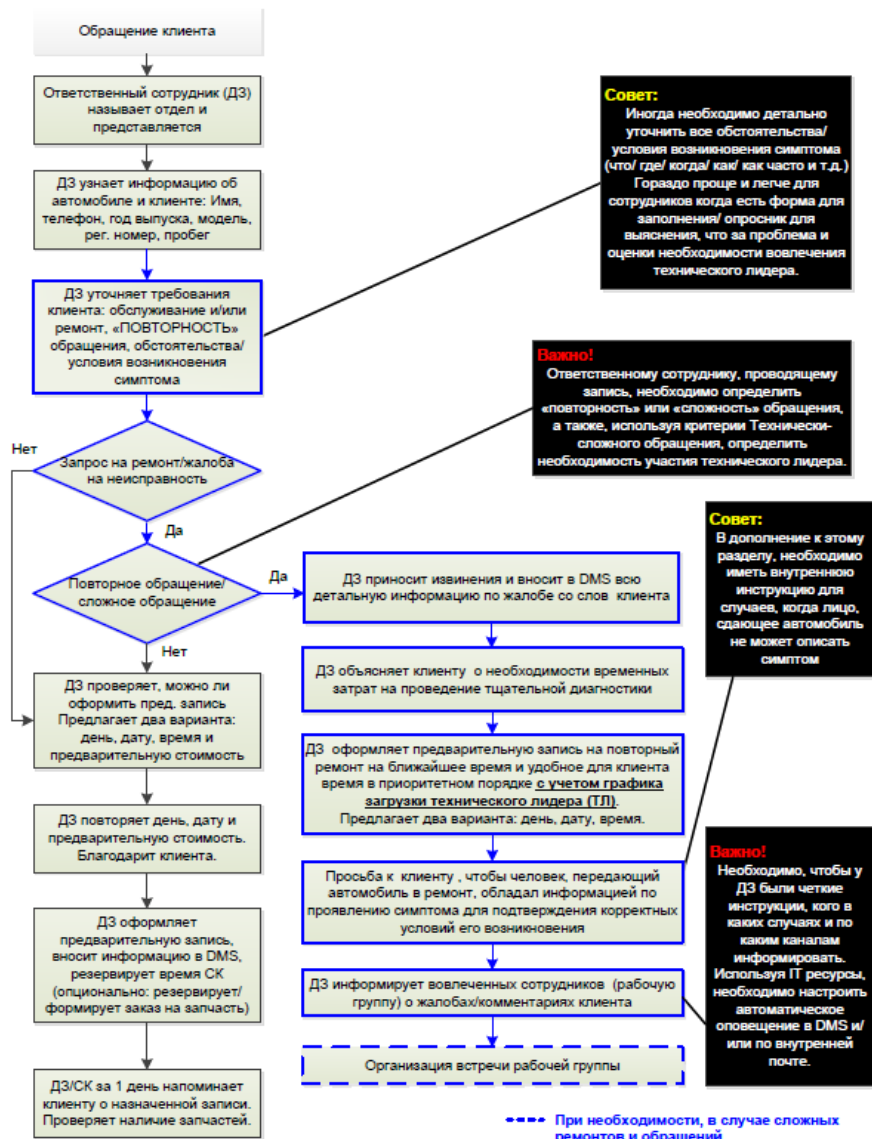 Обращение клиента
Ответственный сотрудник (ДЗ)
называет отдел и
представляется
ДЗ узнает информацию об
автомобиле и клиенте: Имя,
телефон, год выпуска, модель,
рег. номер, пробег
ДЗ уточняет требования
клиента: обслуживание и/или
ремонт, «ПОВТОРНОСТЬ»
обращения, обстоятельства/
условия возникновения
симптома
Нет
Запрос на ремонт/жалоба
на неисправность
Да
Повторное обращение/
сложное обращение
Да
Нет
ДЗ проверяет, можно ли
оформить пред. запись
Предлагает два варианта:
день, дату, время и
предварительную стоимость
ДЗ повторяет день, дату и
предварительную стоимость.
Благодарит клиента.
ДЗ оформляет
предварительную запись,
вносит информацию в DMS,
резервирует время СК
(опционально: резервирует/
формирует заказ на запчасть)
ДЗ/СК за 1 день напоминает
клиенту о назначенной записи.
Проверяет наличие запчастей.
ДЗ приносит извинения и вносит в DMS всю
детальную информацию по жалобе со слов клиента
ДЗ объясняет клиенту о необходимости временных
затрат на проведение тщательной диагностики
ДЗ оформляет предварительную запись на повторный
ремонт на ближайшее время и удобное для клиента
время в приоритетном порядке с учетом графика
загрузки технического лидера (ТЛ).
Предлагает два варианта: день, дату, время.
Просьба к клиенту , чтобы человек, передающий
автомобиль в ремонт, обладал информацией по
проявлению симптома для подтверждения корректных
условий его возникновения
ДЗ информирует вовлеченных сотрудников (рабочую
группу) о жалобах/комментариях клиента
Организация встречи рабочей группы
При необходимости, в случае сложных
ремонтов и обращений
Совет:
Иногда необходимо детально
уточнить все обстоятельства/
условия возникновения симптома
(что/ где/ когда/ как/ как часто и т.д.)
Гораздо проще и легче для
сотрудников когда есть форма для
заполнения/ опросник для
выяснения, что за проблема и
оценки необходимости вовлечения
технического лидера.
Важно!
Ответственному сотруднику, проводящему
запись, необходимо определить
«повторность» или «сложность» обращения,
а также, используя критерии Технически-
сложного обращения, определить
необходимость участия технического лидера.
Совет:
В дополнение к этому
разделу, необходимо
иметь внутреннюю
инструкцию для
случаев, когда лицо,
сдающее автомобиль
не может описать
симптом
Важно!
Необходимо, чтобы у
ДЗ были четкие
инструкции, кого в
каких случаях и по
каким каналам
информировать.
Используя IT ресурсы,
необходимо настроить
автоматическое
оповещение в DMS и/
или по внутренней
почте.